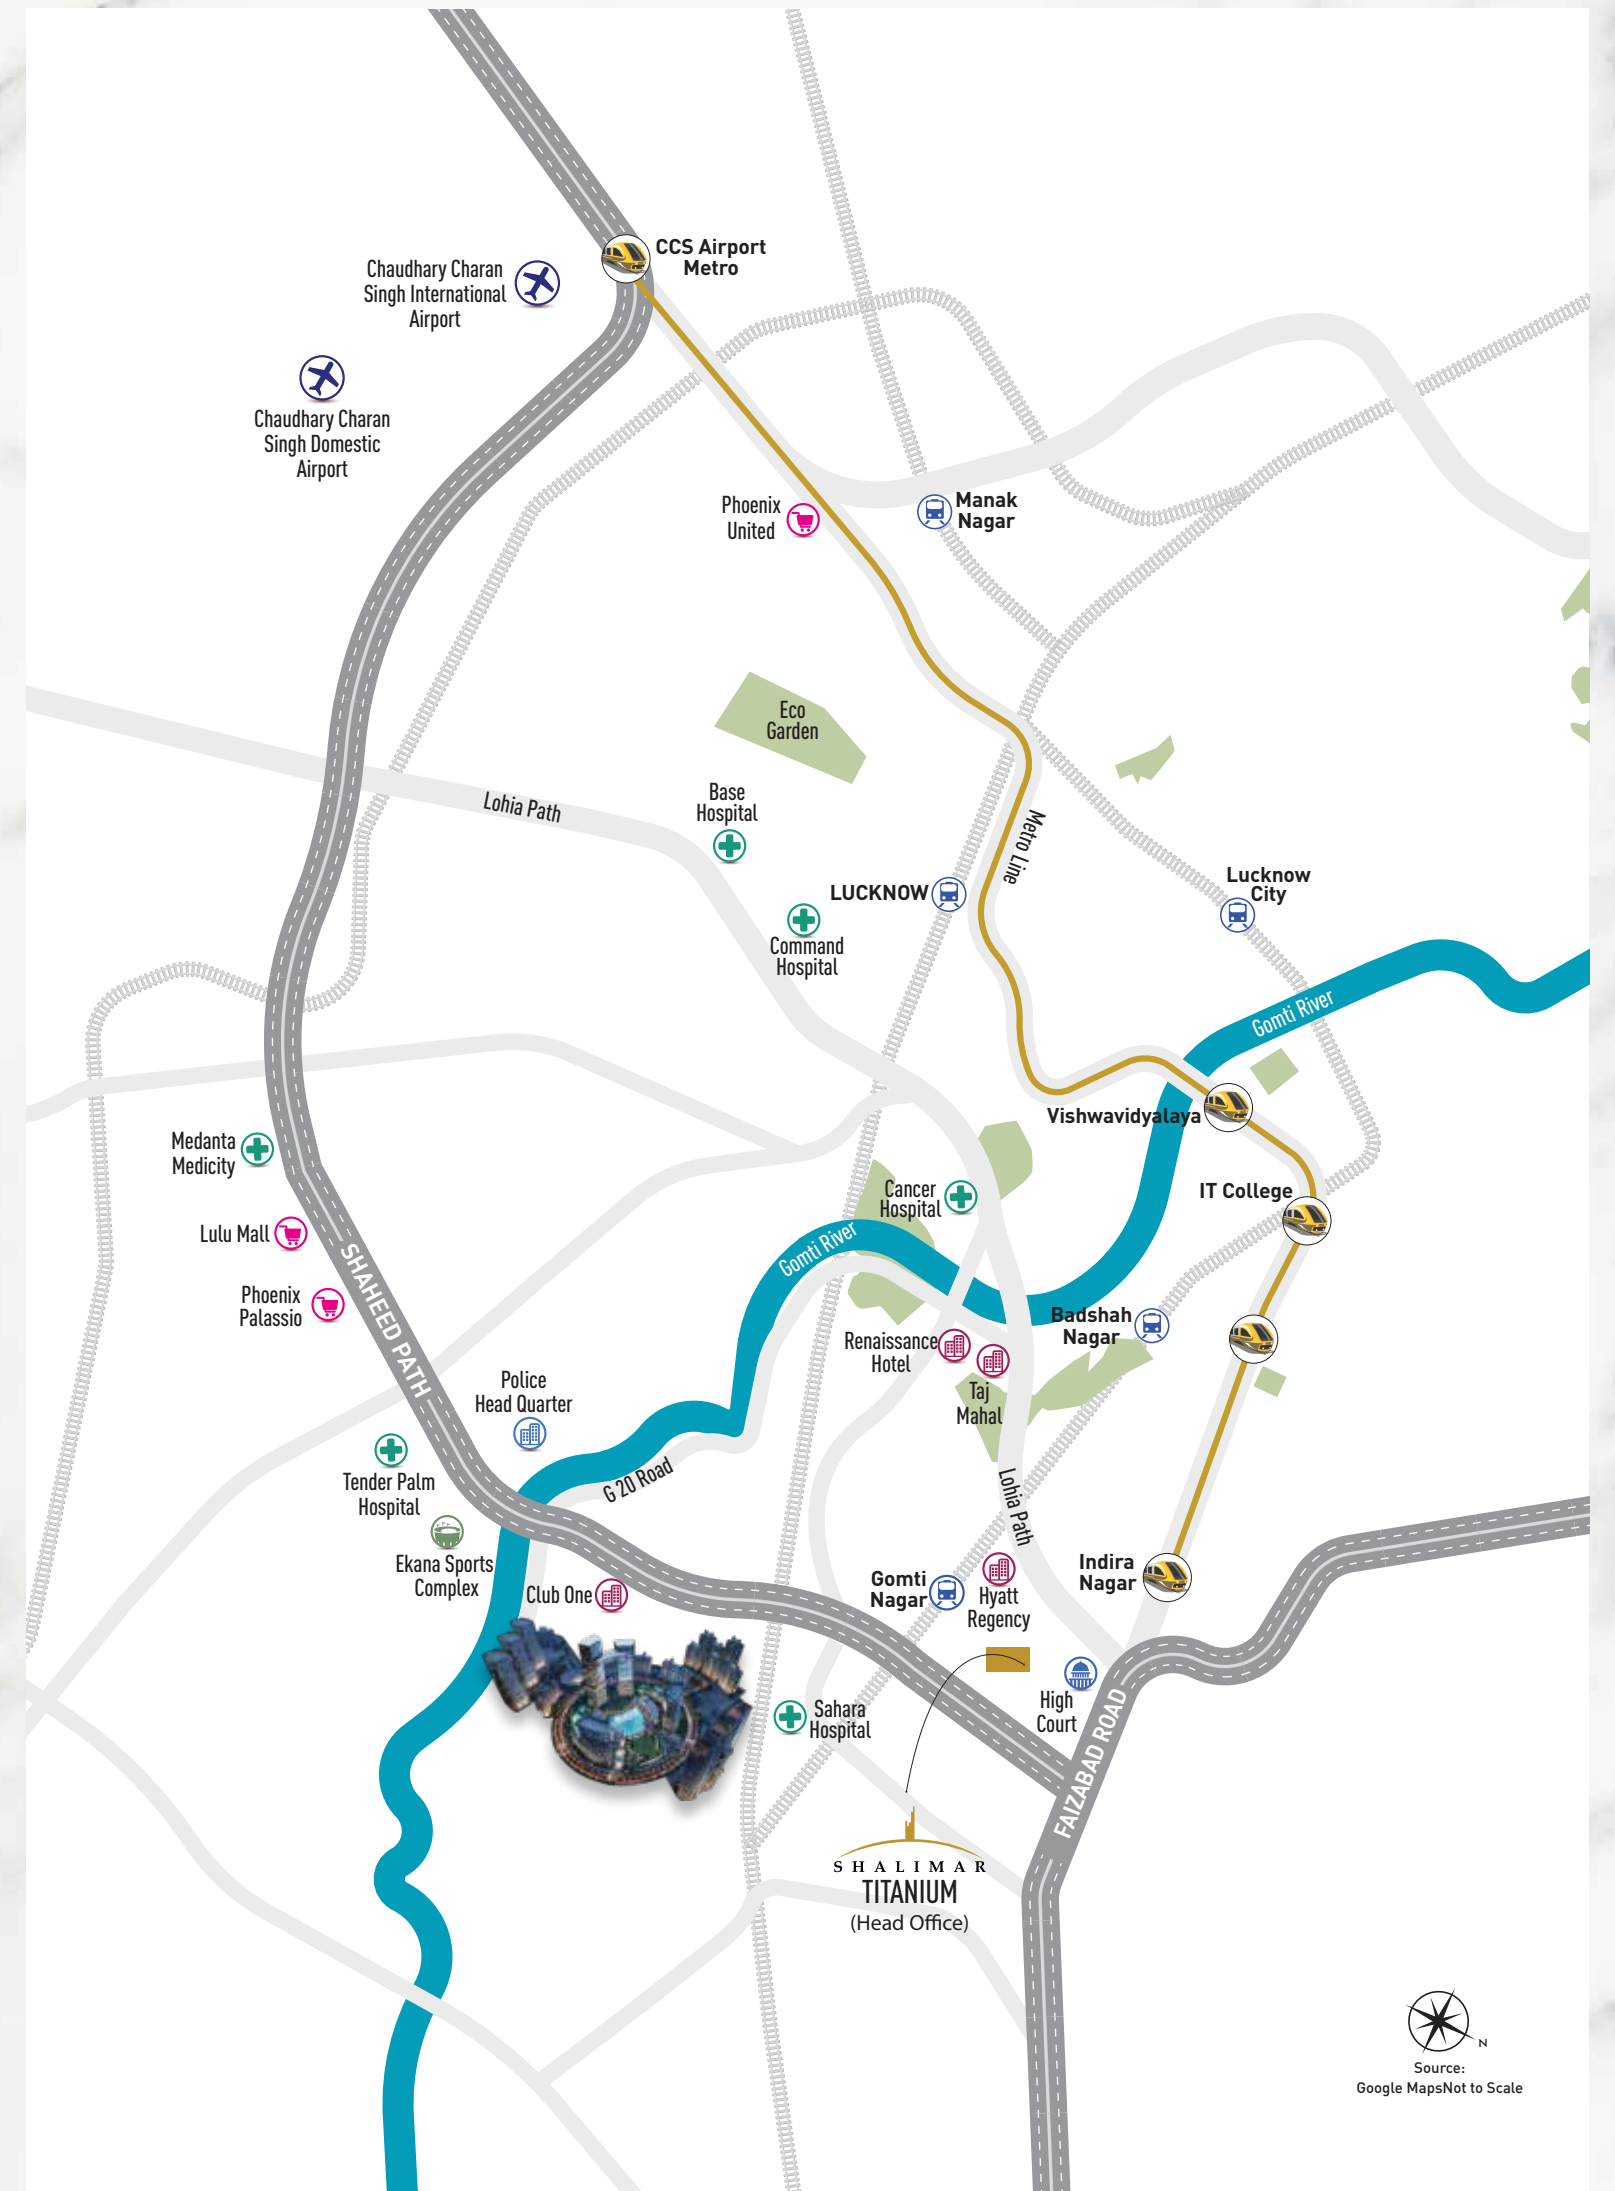 CCS Airport
Metro
Chaudhary Charan
Singh International
Airport
Chaudhary Charan
Singh Domestic
Airport
Phoenix
United
Manak
Nagar
Eco
Garden
Lohia Path
Base
Hospital
Metro Line
LUCKNOW
Lucknow
City
Command
Hospital
Gomti River
Vishwavidyalaya
Medanta
Medicity
IT College
Cancer
Hospital
Lulu Mall
Gomti River
SHAHEED PATH
Phoenix
Palassio
Badshah
Nagar
Renaissance
Hotel
Taj
Mahal
Police
Head Quarter
Tender Palm
Hospital
G 20 Road
Lohia Path
Ekana Sports
Complex
Club One
Gomti
Nagar
Hyatt
Regency
Indira
Nagar
High
Court
Sahara
Hospital
FAIZABAD ROAD
SHALIMAR
TITANIUM
(Head Office)
N
Source:
Google MapsNot to Scale